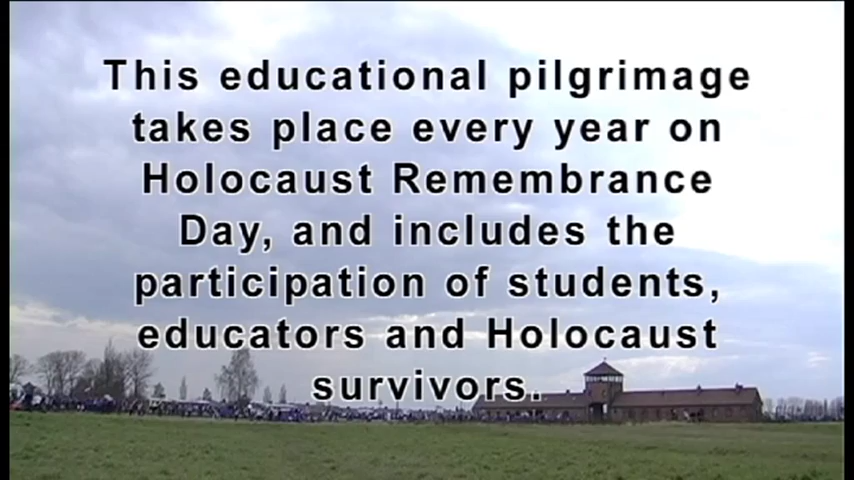 This educational pilgrimage
takes place every year on
Holocaust Remembrance
Day, and includes the
participation of students,
educators and Holocaust
survivors.